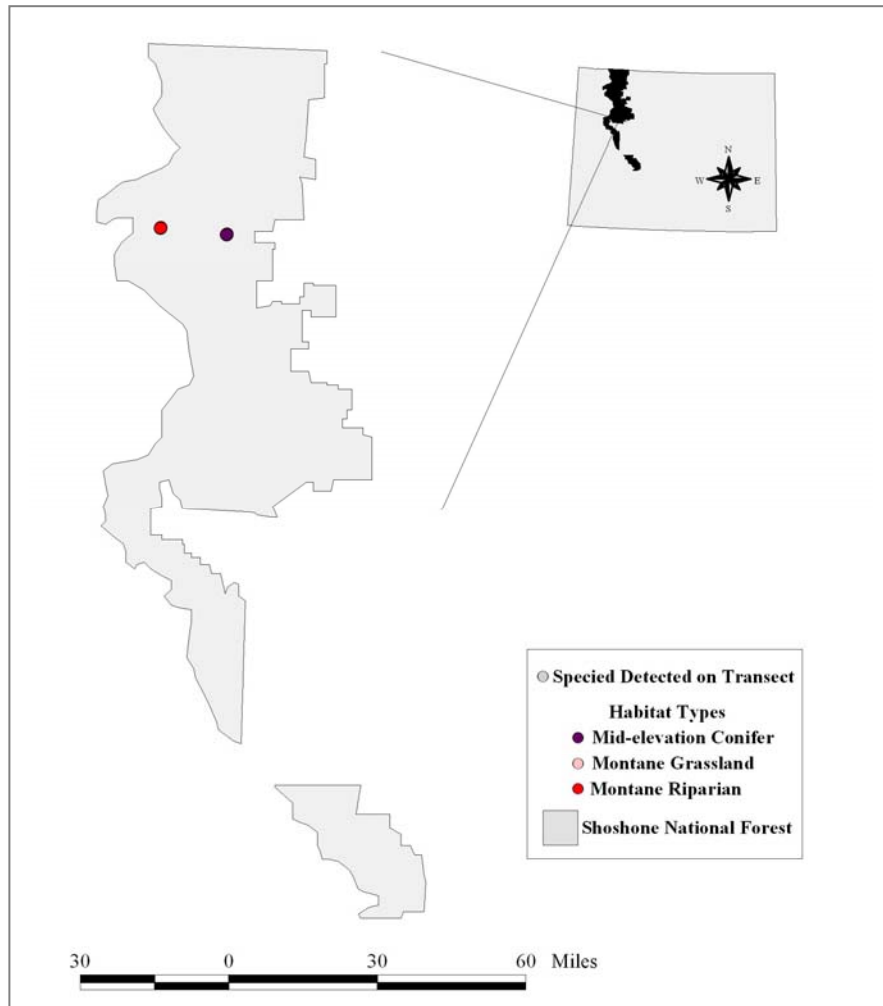 N
W E
S
Specied Detected on Transect
Habitat Types
Mid-elevation Conifer
Montane Grassland
Montane Riparian
Shoshone National Forest
30 0 30 60 Miles